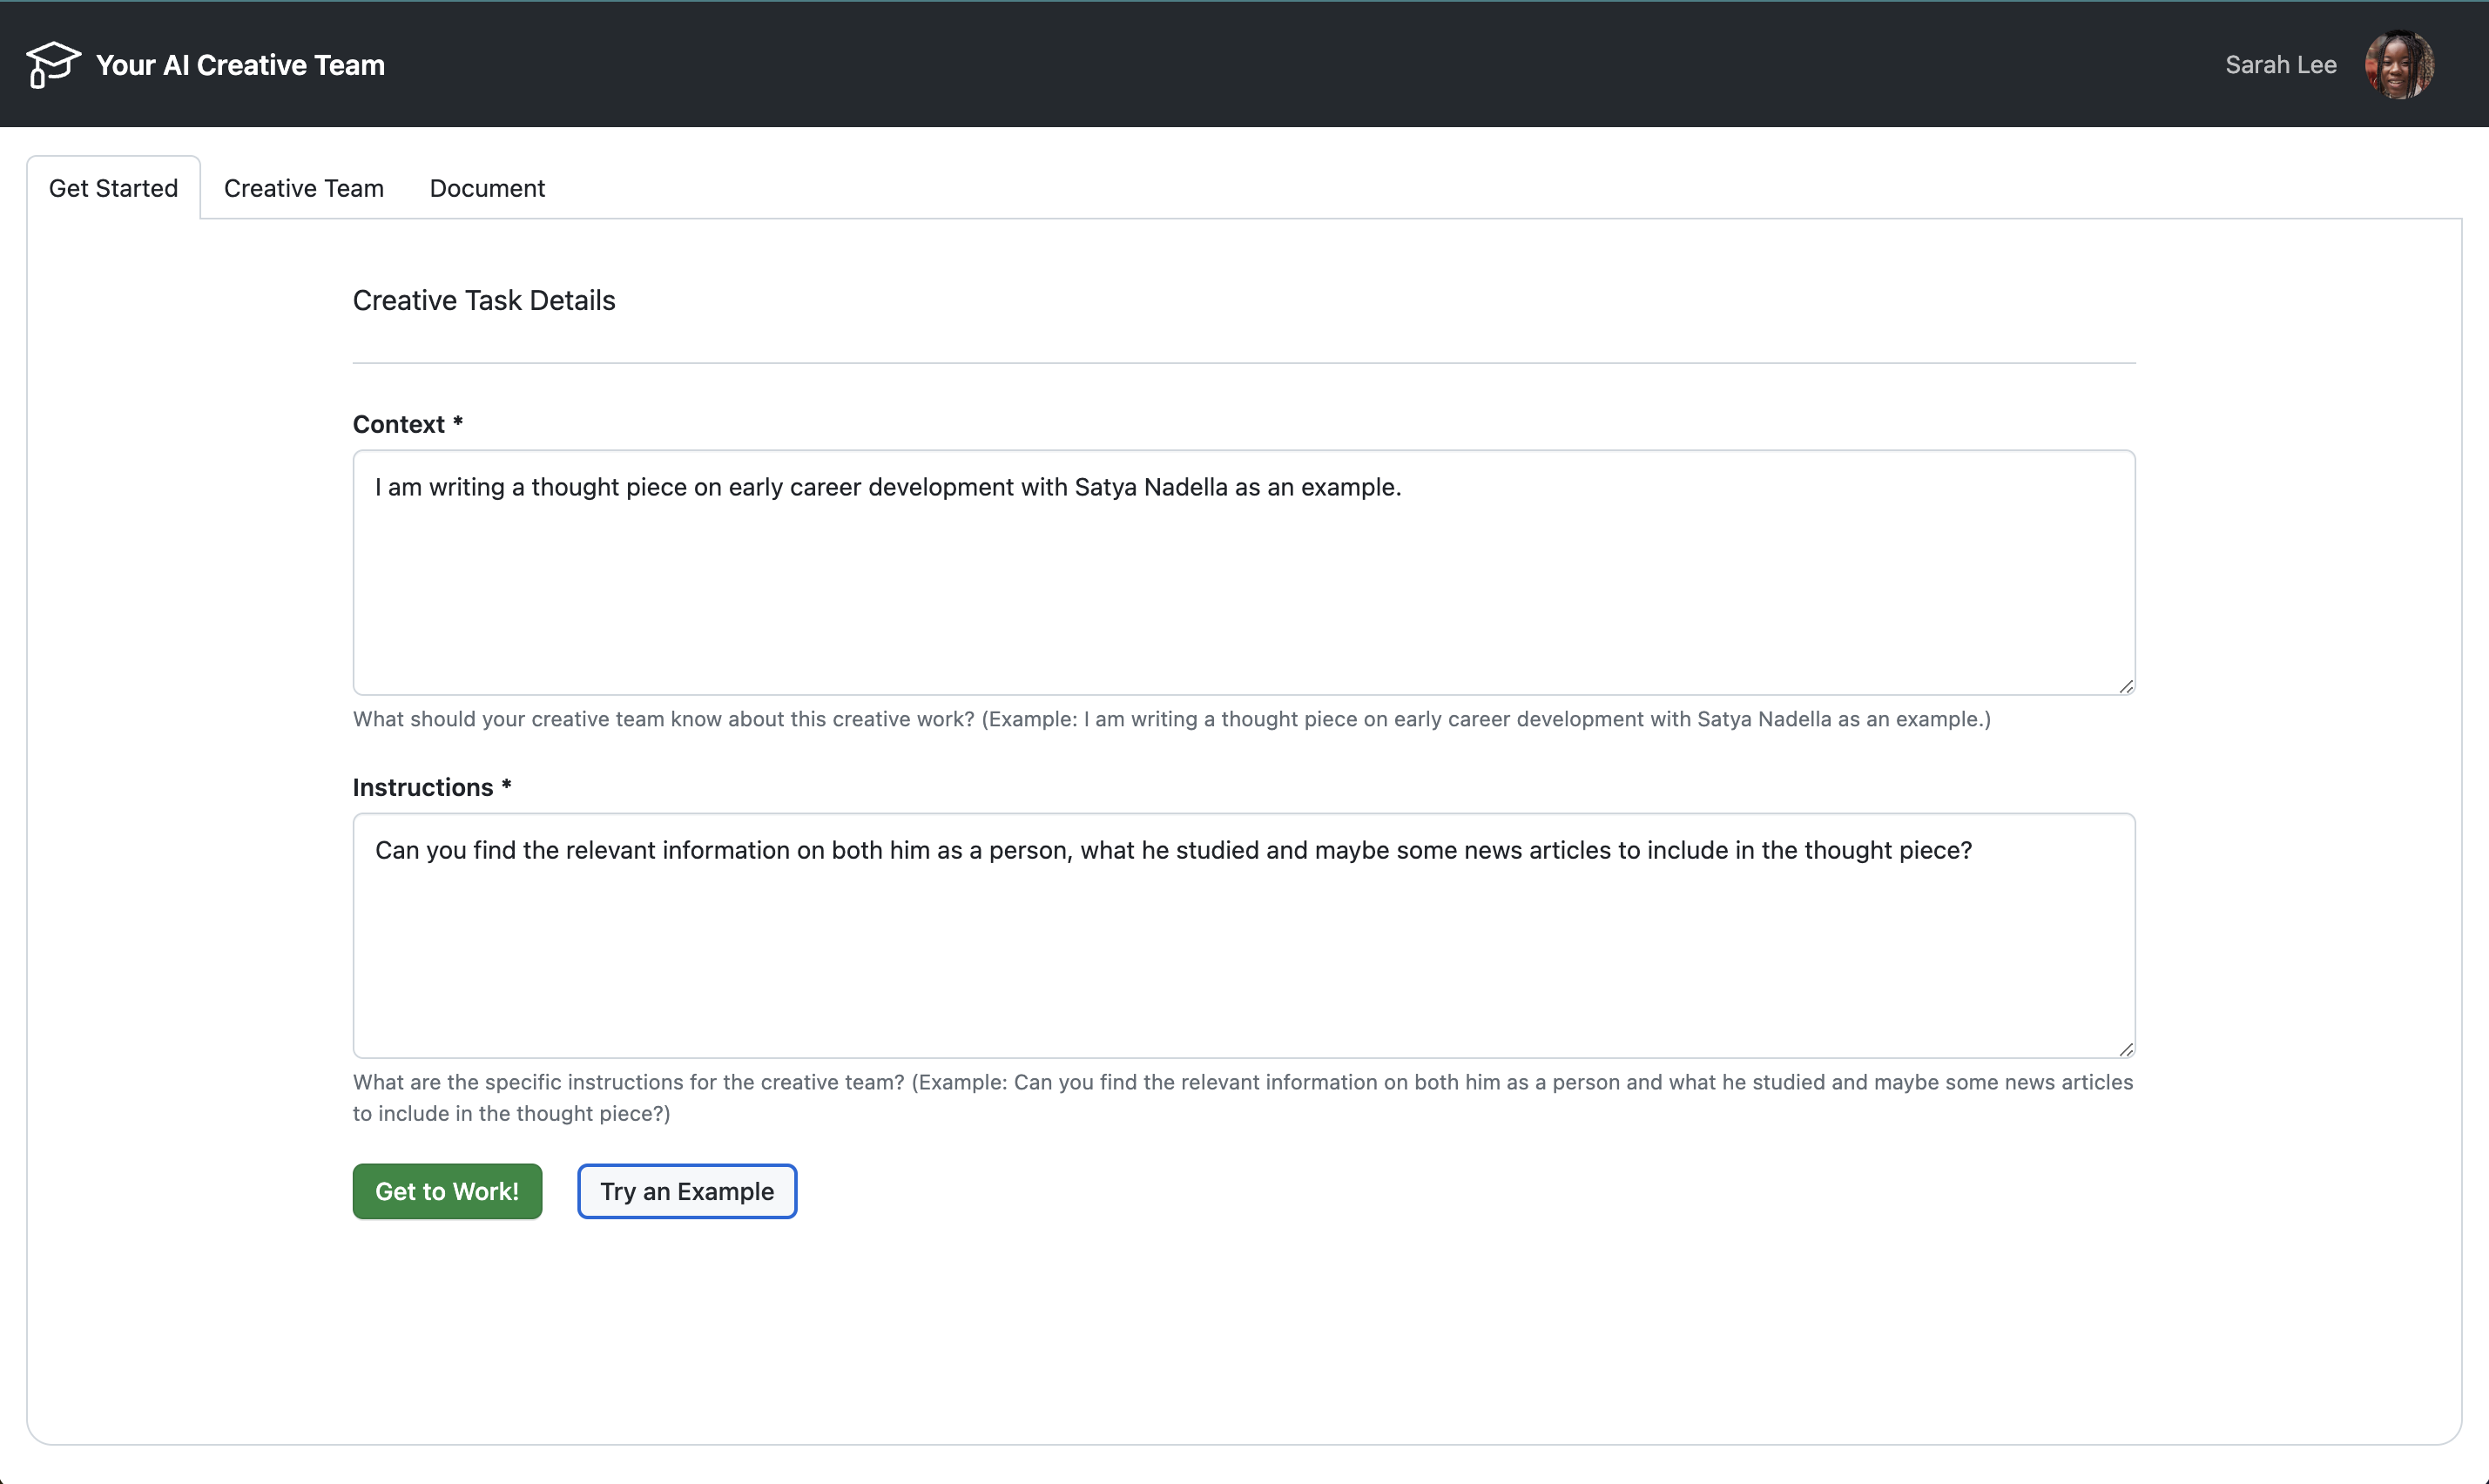 Your AI Creative Team
Sarah Lee
Get Started
Creative Team
Document
Creative Task Details
Context *
I am writing a thought piece on early career development with Satya Nadella as an example.
What should your creative team know about this creative work? (Example: I am writing a thought piece on early career development with Satya Nadella as an example.)
Instructions *
Can you find the relevant information on both him as a person, what he studied and maybe some news articles to include in the thought piece?
What are the specific instructions for the creative team? (Example: Can you find the relevant information on both him as a person and what he studied and maybe some news articles
to include in the thought piece?)
Get to Work!
Try an Example